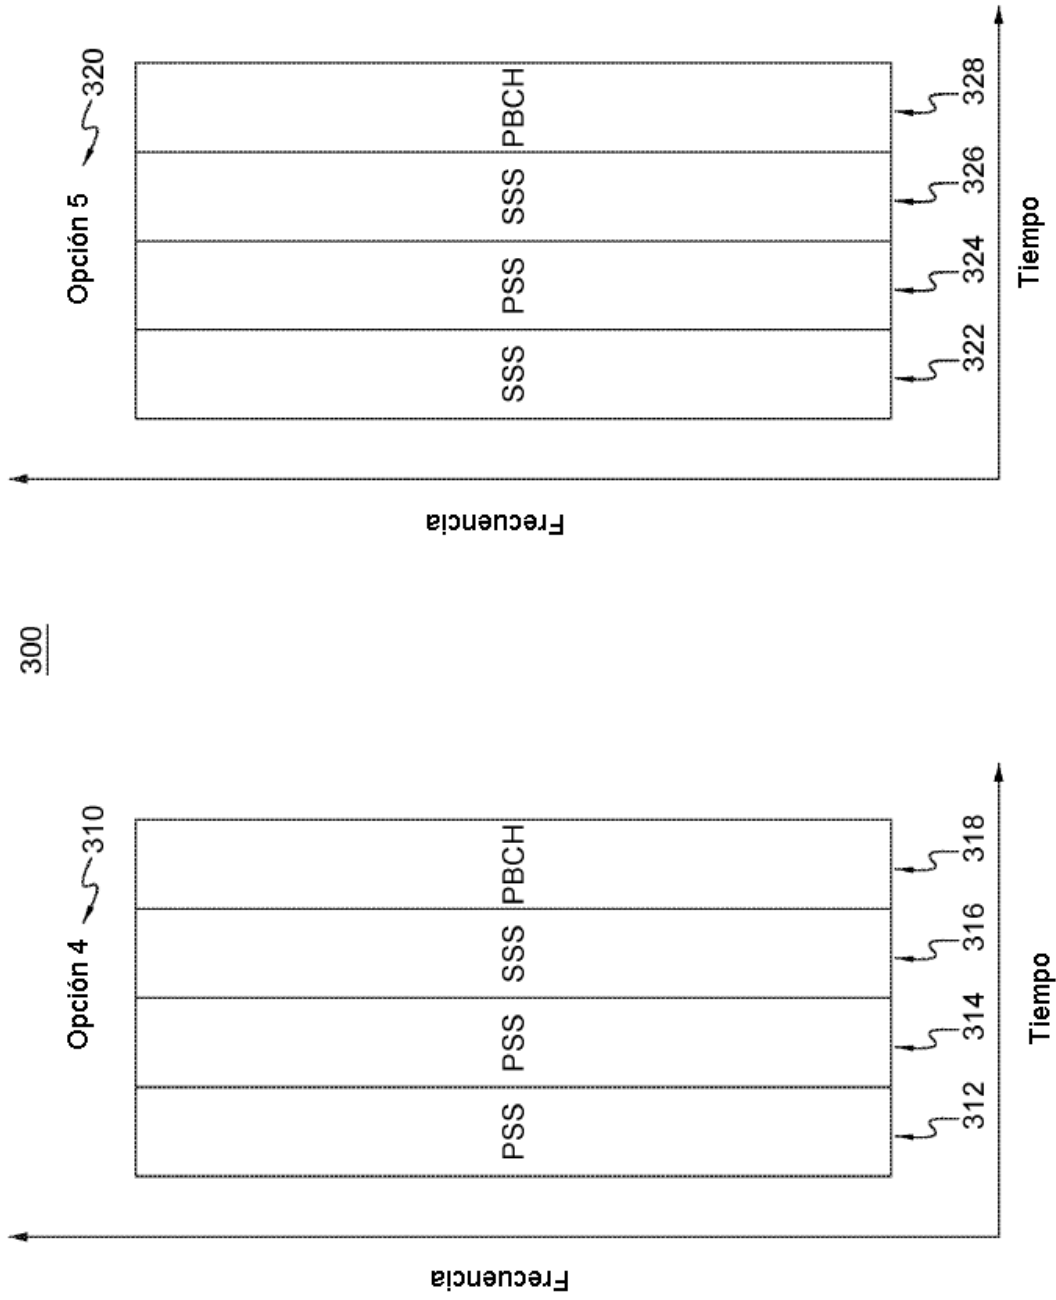 300
Opción 4
310
Frecuencia
PSS
PSS
SSS
PBCH
312
314
316
318
Tiempo
Opción 5
320
Frecuencia
SSS
PSS
SSS
PBCH
322
324
326
328
Tiempo